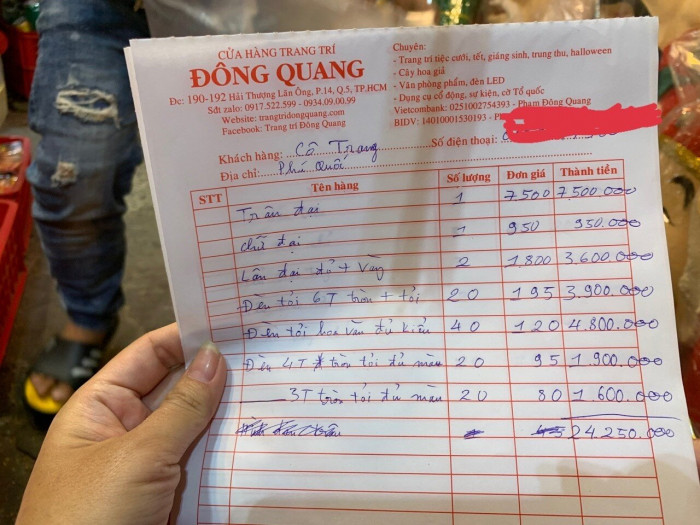 CỬA HÀNG TRANG TRÍ
ĐÔNG QUANG
Đc: 190-192 Hải Thượng Lãn Ông, P.14, Q.5, TP.HCM
Sđt zalo: 0917.522.599 - 0934.09.00.99
Website: trangtridongquang.com
Facebook: Trang trí Đông Quang
Chuyên:
- Trang trí tiệc cưới, tết, giáng sinh, trung thu, halloween
- Cây hoa giả
- Văn phòng phẩm, đèn LED
- Dụng cụ cổ động, sự kiện, cờ Tổ quốc
Vietcombank: 0251002754393 - Phạm Đông Quang
BIDV: 14010001530193 -
Khách hàng: Cô Trang Số điện thoại:
Địa chỉ: Phú Quốc
STT Tên hàng Số lượng Đơn giá Thành tiền
Trân đại 1 7500 7.500.000
chữ đại 1 950 950.000
Lân đại đỏ + Vàng 2 1.800 3.600.000
Đèn tỏi 6T tròn + tỏi 20 195 3.900.000
Đèn tỏi hoa văn đủ kiểu 40 120 4.800.000
Đèn 4T tròn tỏi đủ màu 20 95 1.900.000
3T tròn tỏi đủ màu 20 80 1.600.000
24.250.000